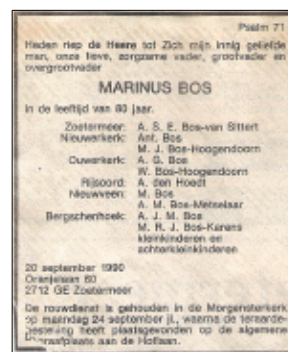 Psalm 71
Heden riep de Heere tot Zich mijn innig geliefde
man, onze lieve, zorgzame vader, grootvader en
overgrootvader
MARINUS BOS
in de leeftijd van 80 jaar.
Zoetermeer: A. S. E. Bos-van Sittert
Nieuwerkerk: Ant. Bos
M. J. Bos-Hoogendoorn
Ouwerkerk: A. G. Bos
W. Bos-Hoogendoorn
Rijsoord: A. den Hoedt
Nieuwveen: M. Bos
A. M. Bos-Metselaar
Bergschenhoek: A. J. M. Bos
M. R. J. Bos-Karens
kleinkinderen en
achterkleinkinderen
20 september 1990
Oranjelaan 60
2712 GE Zoetermeer
De rouwdienst is gehouden in de Morgensterkerk
op maandag 24 september jl., waarna de teraarde-
bestelling heeft plaatsgevonden op de algemene
begraafplaats aan de Hoflaan.